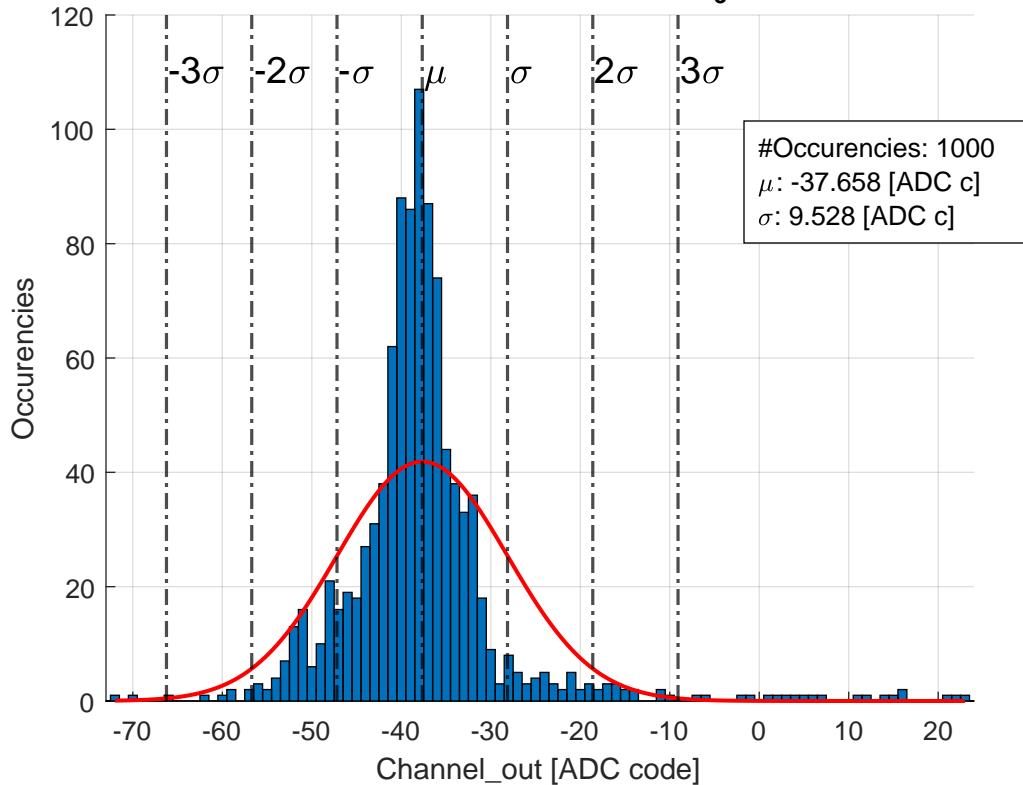 120
100
80
60
40
20
0
Occurencies
-3σ
-2σ
-σ
μ
σ
2σ
3σ
#Occurencies: 1000
μ: -37.658 [ADC c]
σ: 9.528 [ADC c]
-70
-60
-50
-40
-30
-20
-10
0
10
20
Channel_out [ADC code]